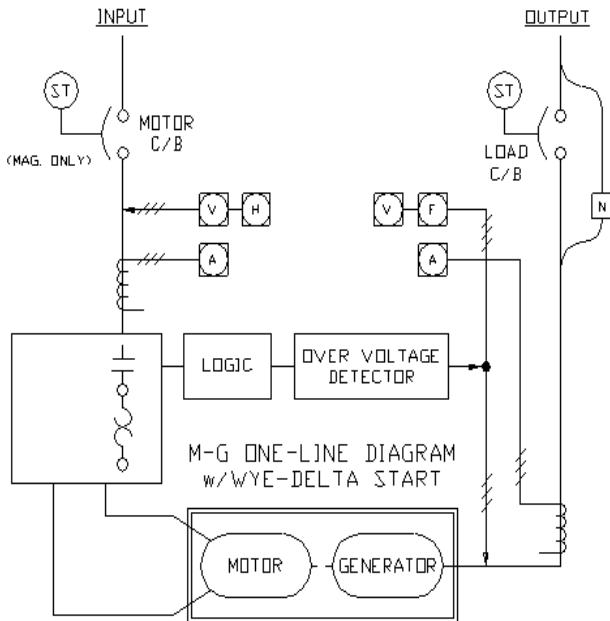 INPUT
OUTPUT
ST
ST
MOTOR
C/B
(MAG. ONLY)
LOAD
C/B
N
V
H
V
F
A
A
LOGIC
OVER VOLTAGE
DETECTOR
M-G ONE-LINE DIAGRAM
w/WYE-DELTA START
MOTOR
GENERATOR